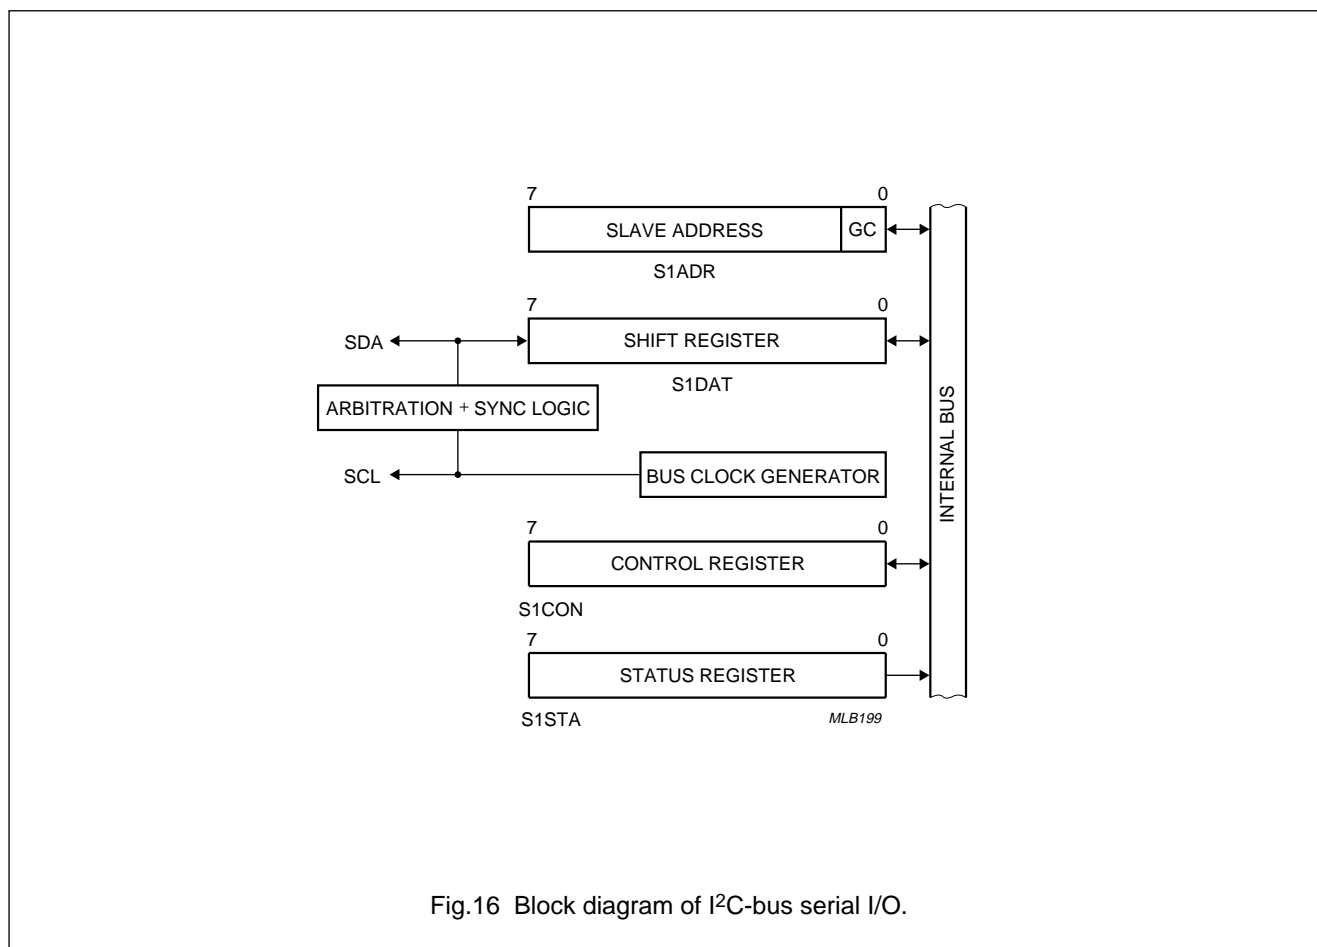 7 0
SLAVE ADDRESS GC
S1ADR
7 0
SDA SHIFT REGISTER
S1DAT
ARBITRATION + SYNC LOGIC
SCL BUS CLOCK GENERATOR
7 0
CONTROL REGISTER
S1CON
7 0
STATUS REGISTER
S1STA MLB199
INTERNAL BUS
Fig.16 Block diagram of I²C-bus serial I/O.